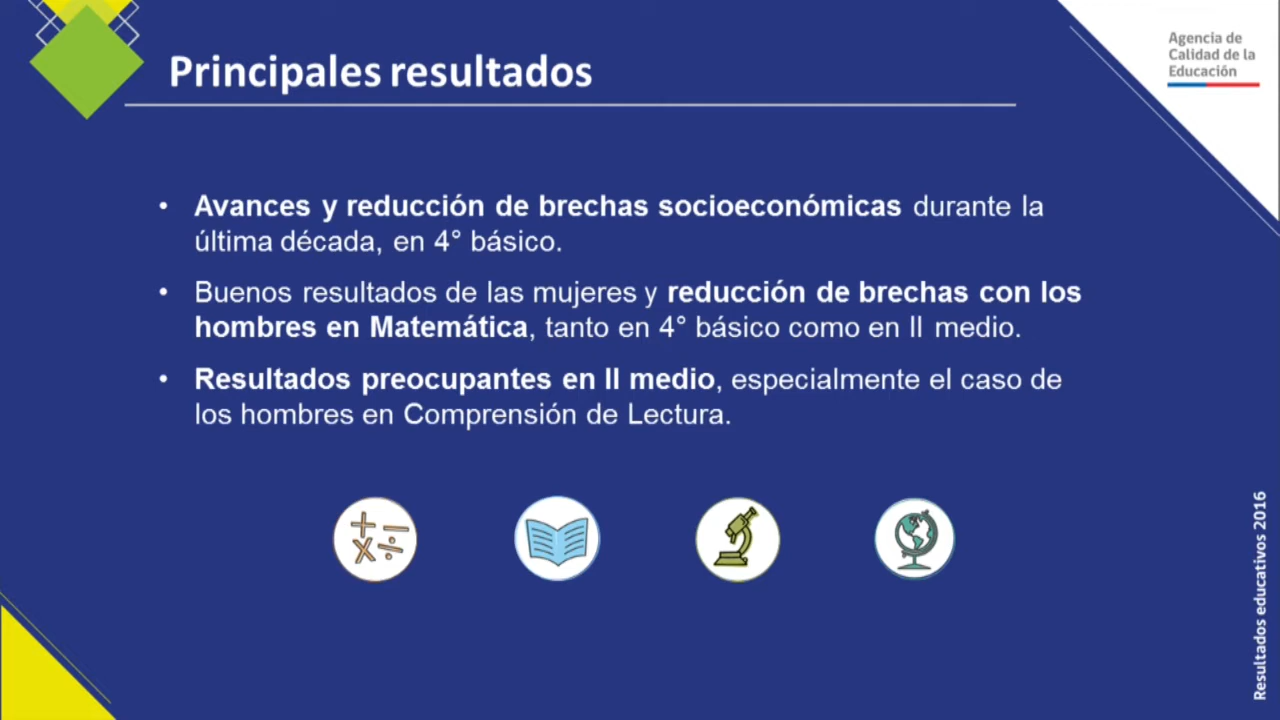 Principales resultados
Agencia de
Calidad de la
Educación
• Avances y reducción de brechas socioeconómicas durante la
última década, en 4° básico.
• Buenos resultados de las mujeres y reducción de brechas con los
hombres en Matemática, tanto en 4° básico como en II medio.
• Resultados preocupantes en II medio, especialmente el caso de
los hombres en Comprensión de Lectura.
Resultados educativos 2016